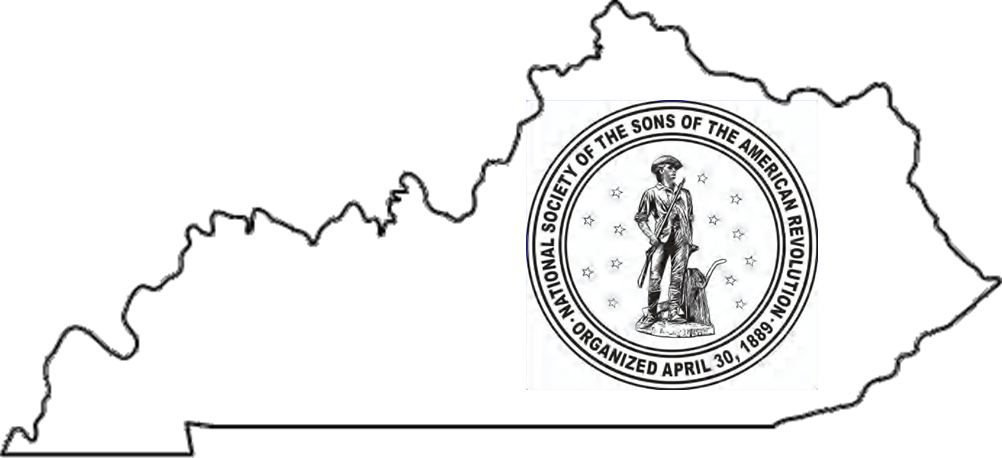 NATIONAL SOCIETY OF THE SONS OF THE AMERICAN REVOLUTION
· ORGANIZED APRIL 30, 1889 ·